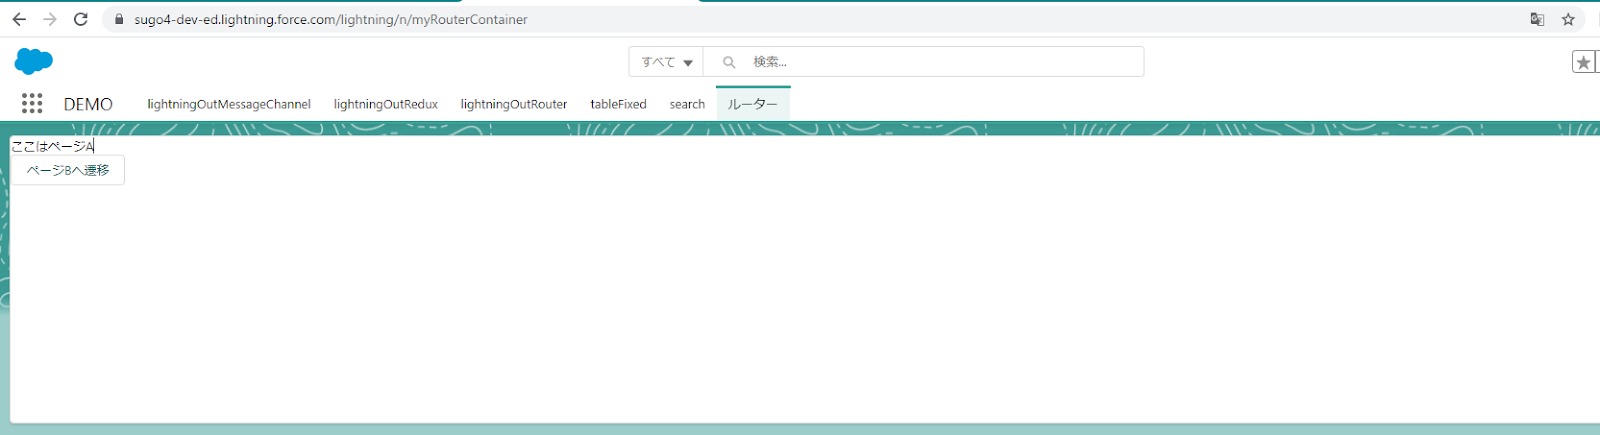 sugo4-dev-ed.lightning.force.com/lightning/n/myRouterContainer
すべて 検索...
DEMO lightningOutMessageChannel lightningOutRedux lightningOutRouter tableFixed search ルーター
ここはページA
ページBへ遷移